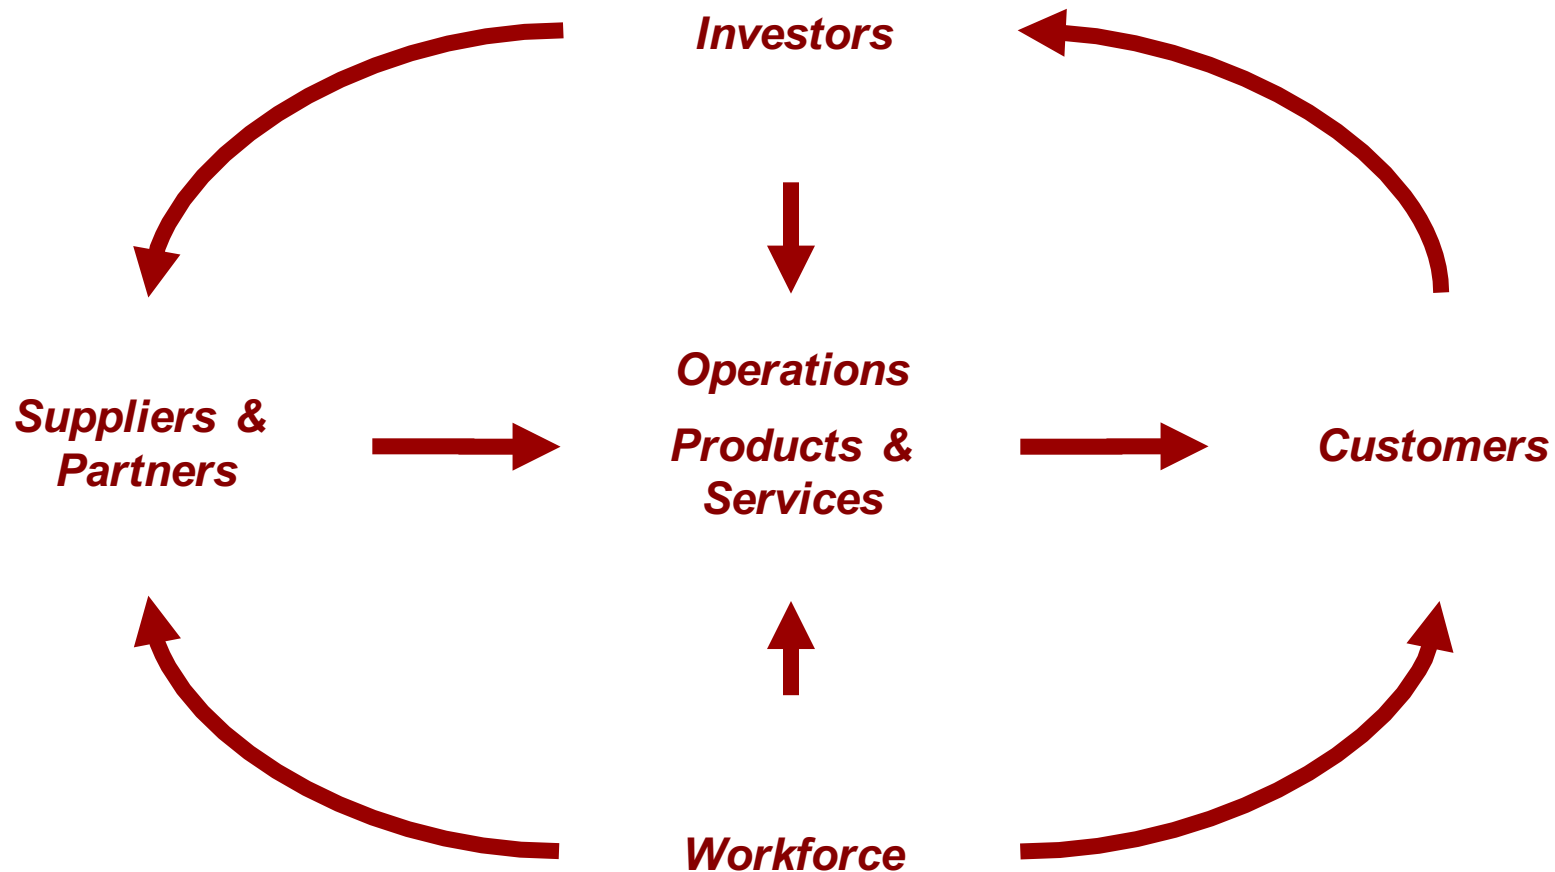 Investors
Operations
Suppliers &
Partners
Products &
Services
Customers
Workforce